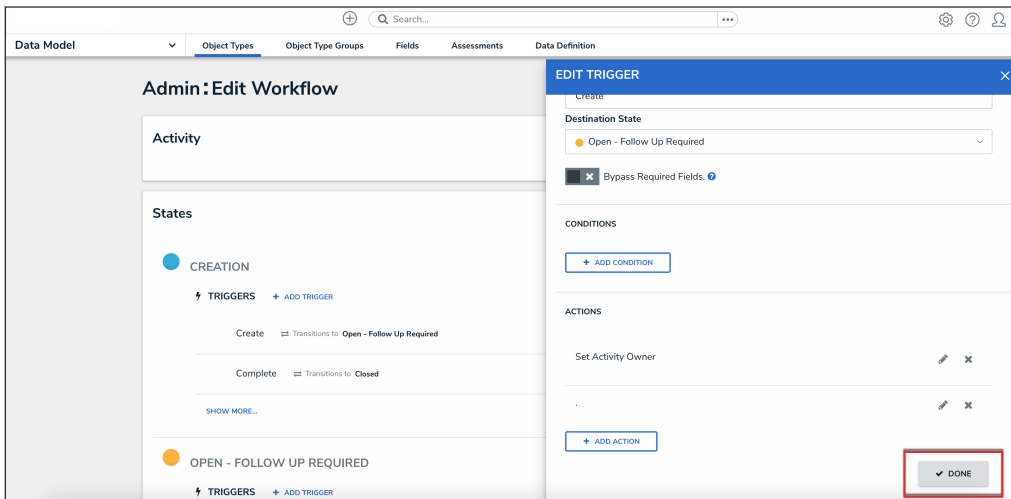 Search...
Data Model
Object Types
Object Type Groups
Fields
Assessments
Data Definition
Admin:Edit Workflow
Activity
States
CREATION
TRIGGERS + ADD TRIGGER
Create Transitions to Open - Follow Up Required
Complete Transitions to Closed
SHOW MORE...
OPEN - FOLLOW UP REQUIRED
TRIGGERS + ADD TRIGGER
EDIT TRIGGER
Create
Destination State
Open - Follow Up Required
Bypass Required Fields.
CONDITIONS
+ ADD CONDITION
ACTIONS
Set Activity Owner
.
+ ADD ACTION
DONE